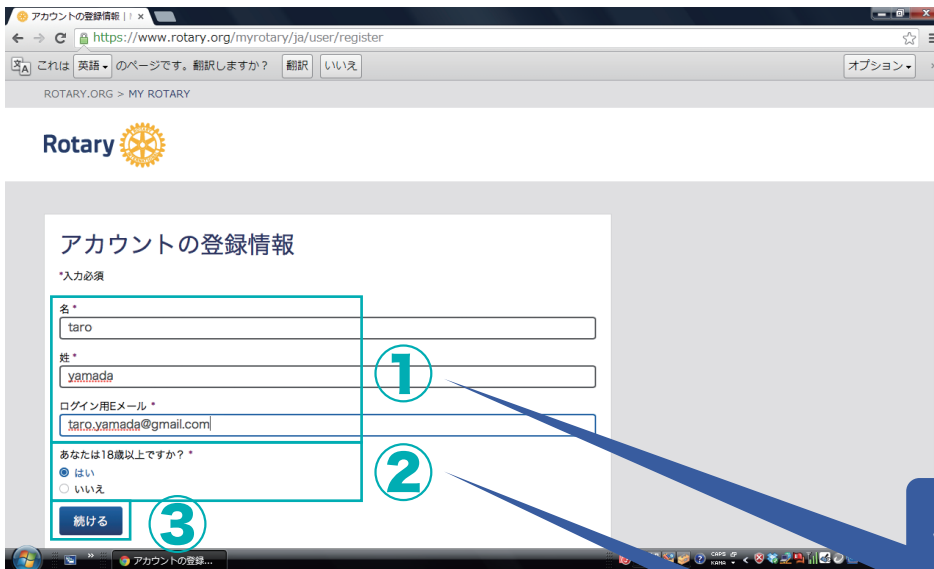 アカウントの登録情報 |
https://www.rotary.org/myrotary/ja/user/register
これは 英語 のページです。翻訳しますか? 翻訳 いいえ オプション
ROTARY.ORG > MY ROTARY
Rotary
アカウントの登録情報
*入力必須
名 *
taro
姓 *
yamada
①
ログイン用Eメール *
taro.yamada@gmail.com
あなたは18歳以上ですか? *
はい
いいえ
②
続ける
③
アカウントの登録...
CAPS
KANA